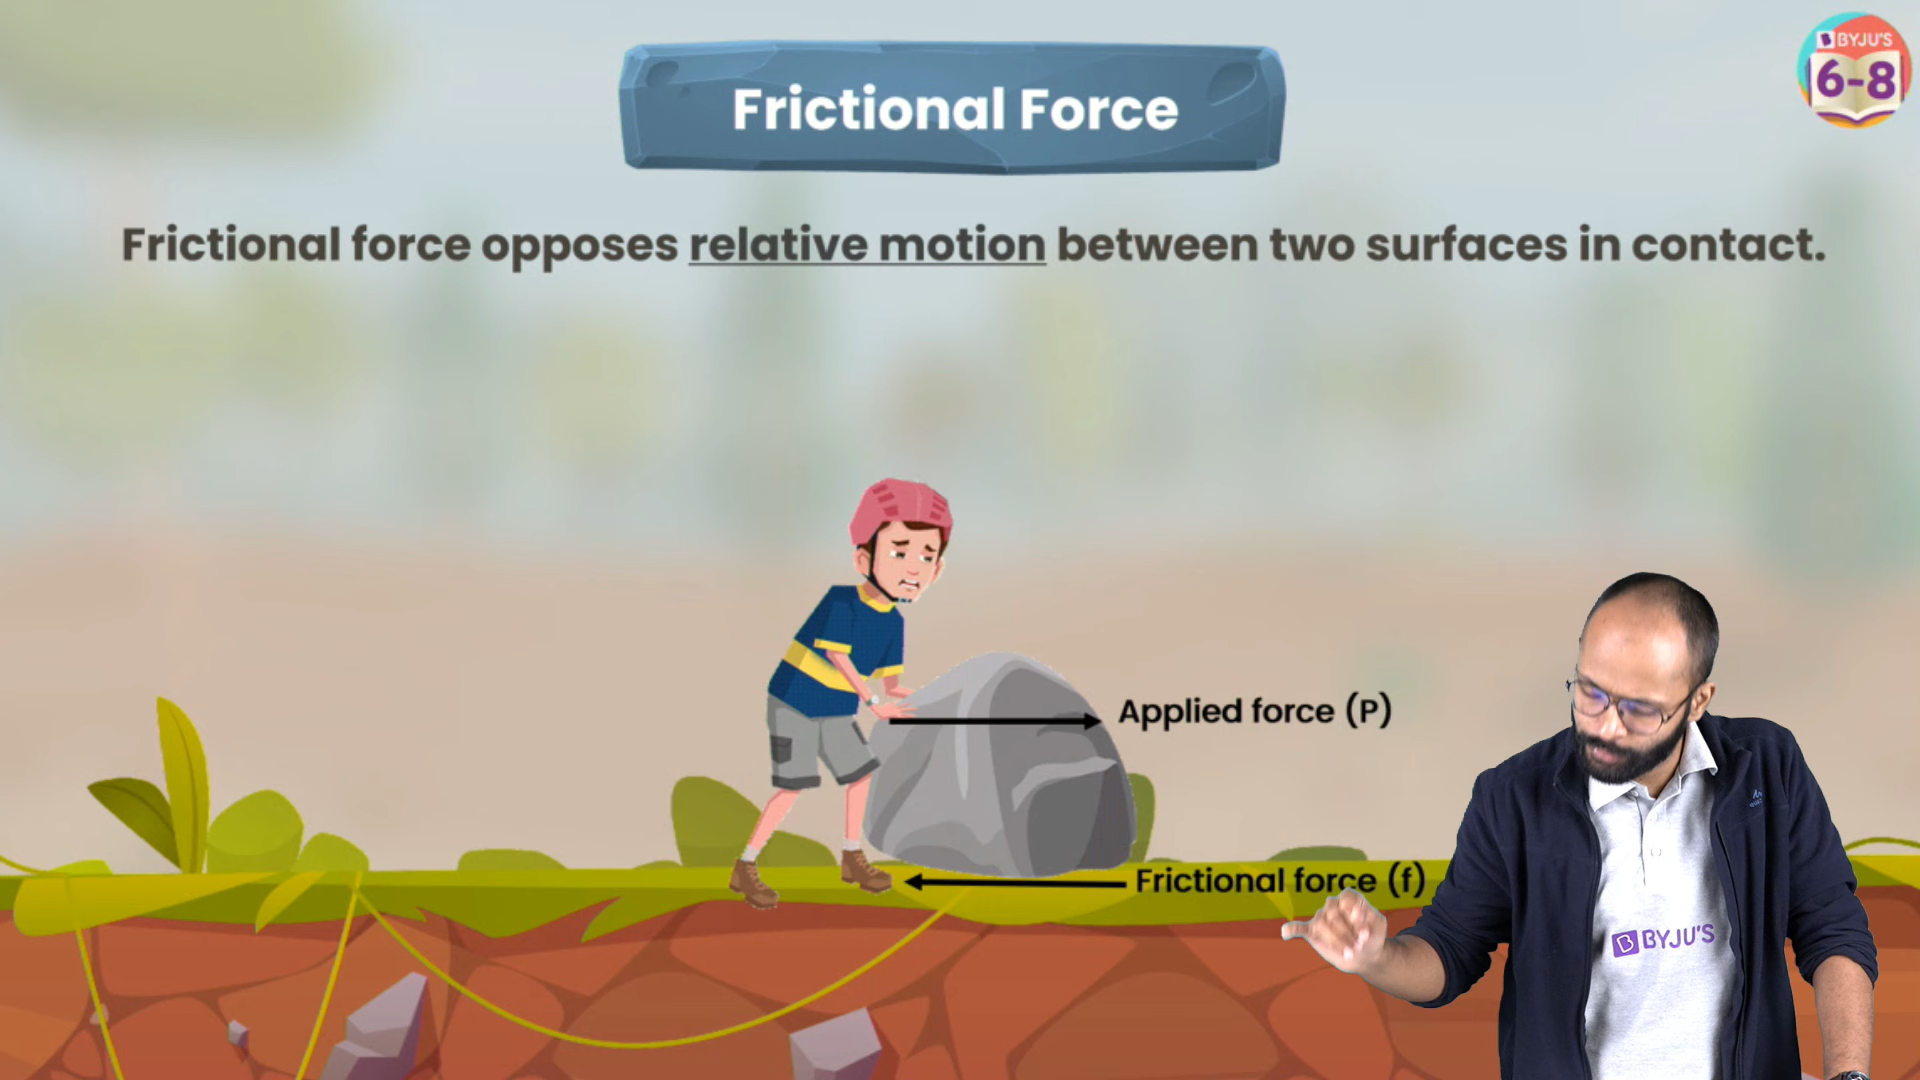 BYJU'S
6-8
Frictional Force
Frictional force opposes relative motion between two surfaces in contact.
Applied force (P)
Frictional force (f)
BYJU'S